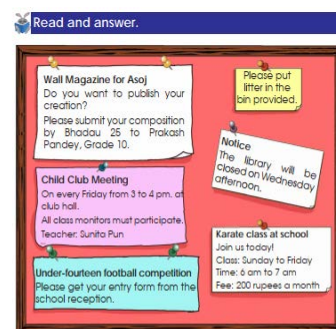 Read and answer.
Wall Magazine for Asoj
Do you want to publish your
creation?
Please submit your composition
by Bhadau 25 to Prakash
Pandey, Grade 10.
Please put
litter in the
bin provided.
Notice
The library will be
closed on Wednesday
afternoon.
Child Club Meeting
On every Friday from 3 to 4 pm. at
club hall.
All class monitors must participate.
Teacher: Sunita Pun
Under-fourteen football competition
Please get your entry form from the
school reception.
Karate class at school
Join us today!
Class: Sunday to Friday
Time: 6 am to 7 am
Fee: 200 rupees a month